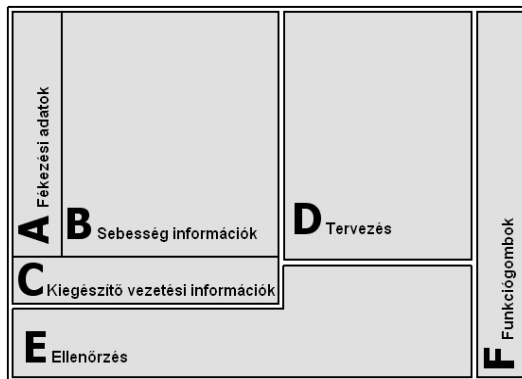 A Fékezési adatok
B Sebesség információk
C Kiegészítő vezetési információk
D Tervezés
E Ellenőrzés
F Funkciógombok